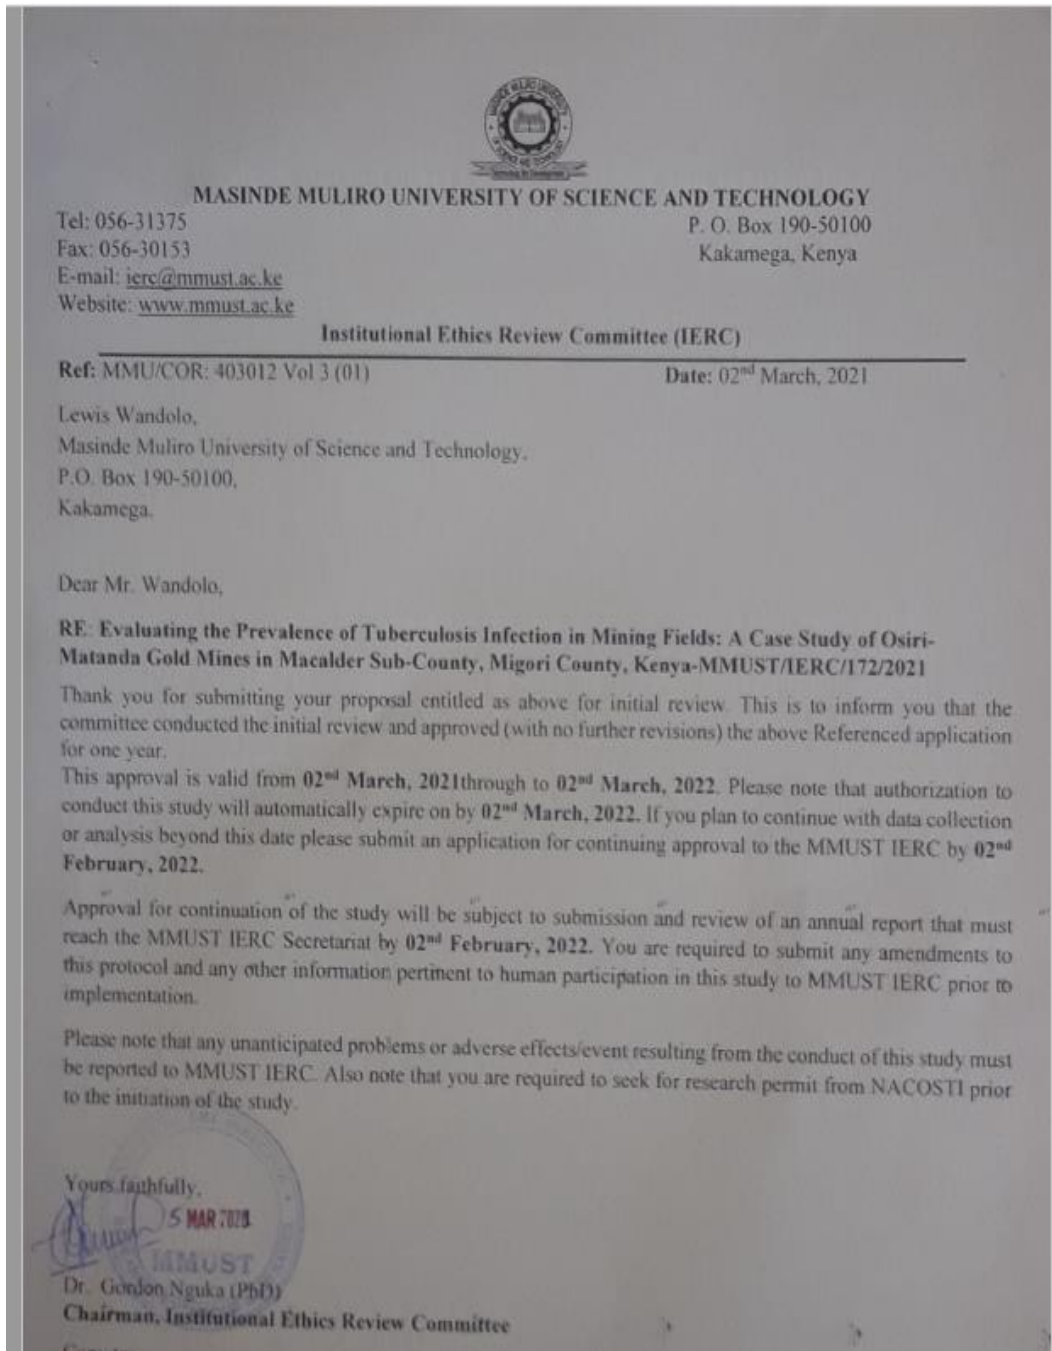 MASINDE MULIRO UNIVERSITY OF SCIENCE AND TECHNOLOGY
Tel: 056-31375
P. O. Box 190-50100
Fax: 056-30153
Kakamega, Kenya
E-mail: ierc@mmust.ac.ke
Website: www.mmust.ac.ke
Institutional Ethics Review Committee (IERC)
Ref: MMU/COR: 403012 Vol 3 (01)
Date: 02nd March, 2021
Lewis Wandolo,
Masinde Muliro University of Science and Technology,
P.O. Box 190-50100,
Kakamega.
Dear Mr. Wandolo,
RE: Evaluating the Prevalence of Tuberculosis Infection in Mining Fields: A Case Study of Osiri-
Matanda Gold Mines in Macalder Sub-County, Migori County, Kenya-MMUST/IERC/172/2021
Thank you for submitting your proposal entitled as above for initial review. This is to inform you that the
committee conducted the initial review and approved (with no further revisions) the above Referenced application
for one year.
This approval is valid from 02nd March, 2021through to 02nd March, 2022. Please note that authorization to
conduct this study will automatically expire on by 02nd March, 2022. If you plan to continue with data collection
or analysis beyond this date please submit an application for continuing approval to the MMUST IERC by 02nd
February, 2022.
Approval for continuation of the study will be subject to submission and review of an annual report that must
reach the MMUST IERC Secretariat by 02nd February, 2022. You are required to submit any amendments to
this protocol and any other information pertinent to human participation in this study to MMUST IERC prior to
implementation.
Please note that any unanticipated problems or adverse effects/event resulting from the conduct of this study must
be reported to MMUST IERC. Also note that you are required to seek for research permit from NACOSTI prior
to the initiation of the study.
Yours faithfully,
5 MAR
MMUST
Dr. Gordon Nguka (PhD)
Chairman, Institutional Ethics Review Committee